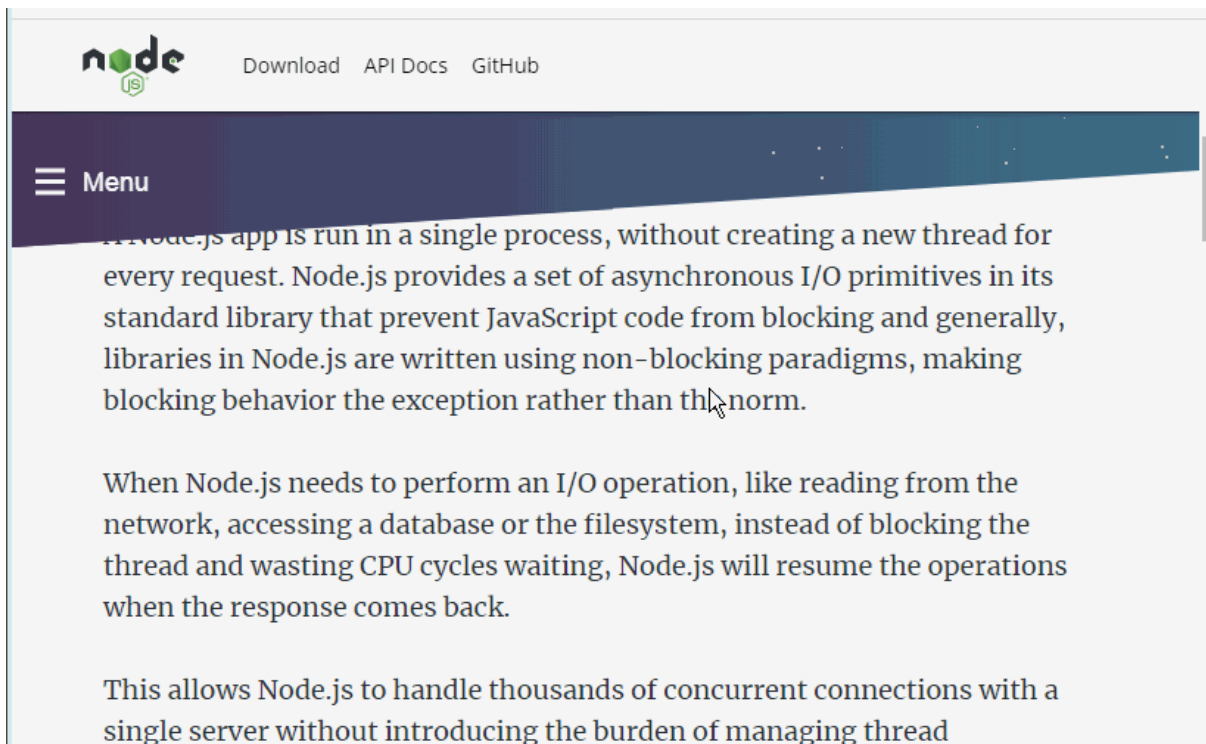 node
JS
Download API Docs GitHub
Menu
A Node.js app is run in a single process, without creating a new thread for
every request. Node.js provides a set of asynchronous I/O primitives in its
standard library that prevent JavaScript code from blocking and generally,
libraries in Node.js are written using non-blocking paradigms, making
blocking behavior the exception rather than the norm.
When Node.js needs to perform an I/O operation, like reading from the
network, accessing a database or the filesystem, instead of blocking the
thread and wasting CPU cycles waiting, Node.js will resume the operations
when the response comes back.
This allows Node.js to handle thousands of concurrent connections with a
single server without introducing the burden of managing thread